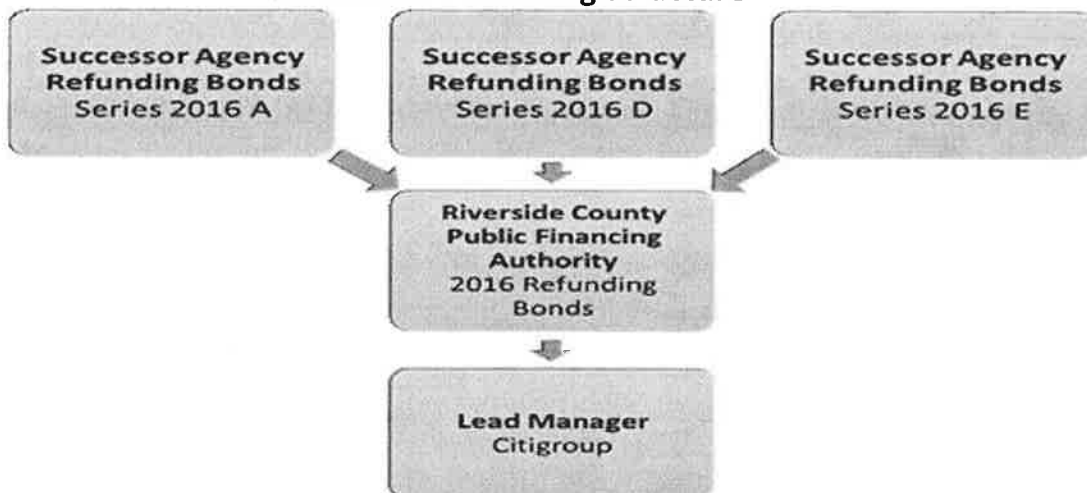 Successor Agency
Refunding Bonds
Series 2016 A
Successor Agency
Refunding Bonds
Series 2016 D
Successor Agency
Refunding Bonds
Series 2016 E
Riverside County
Public Financing
Authority
2016 Refunding
Bonds
Lead Manager
Citigroup